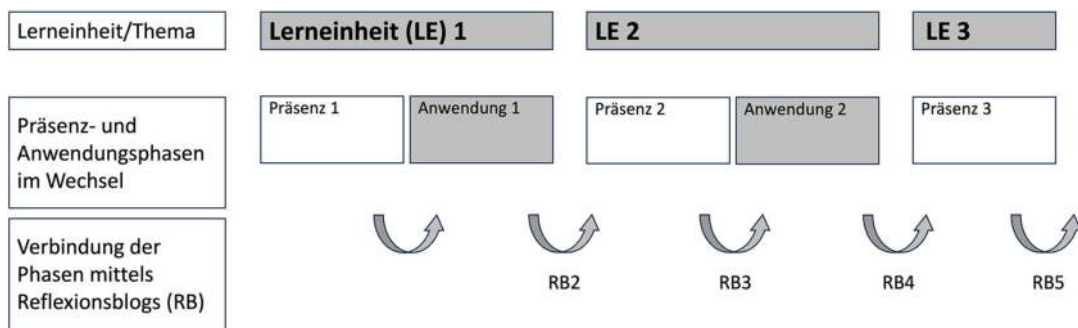 Lerneinheit/Thema
Lerneinheit (LE) 1
LE 2
LE 3
Präsenz- und
Anwendungsphasen
im Wechsel
Präsenz 1
Anwendung 1
Präsenz 2
Anwendung 2
Präsenz 3
Verbindung der
Phasen mittels
Reflexionsblogs (RB)
RB2
RB3
RB4
RB5